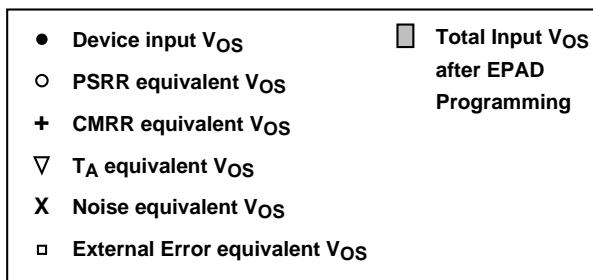 Device input VOS
PSRR equivalent VOS
CMRR equivalent VOS
TA equivalent VOS
Noise equivalent VOS
External Error equivalent VOS
Total Input VOS
after EPAD
Programming